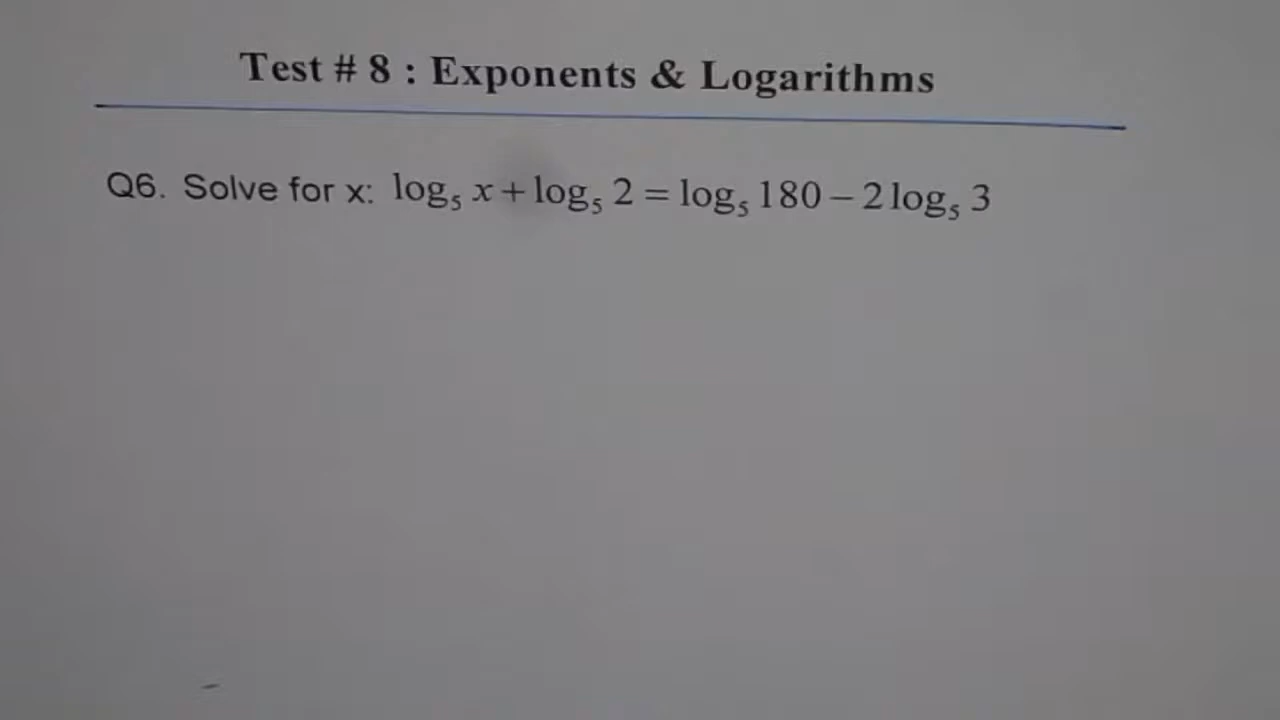 Test # 8 : Exponents & Logarithms
Q6. Solve for x: log₅ x + log₅ 2 = log₅ 180 – 2 log₅ 3